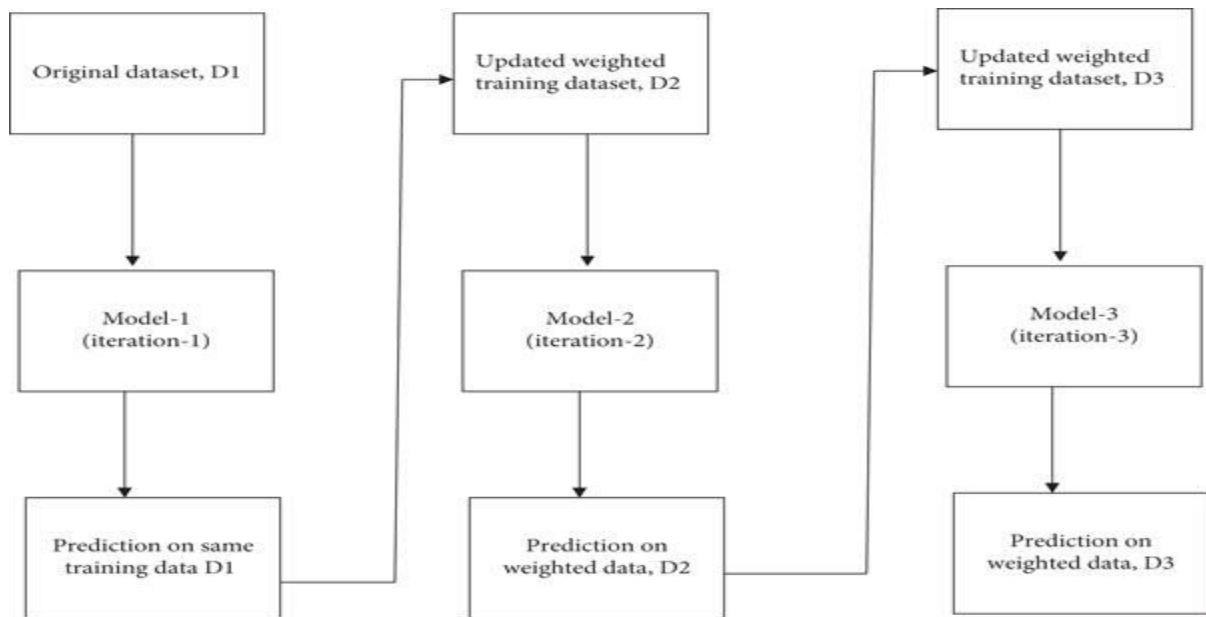 Original dataset, D1
Model-1
(iteration-1)
Prediction on same
training data D1
Updated weighted
training dataset, D2
Model-2
(iteration-2)
Prediction on
weighted data, D2
Updated weighted
training dataset, D3
Model-3
(iteration-3)
Prediction on
weighted data, D3